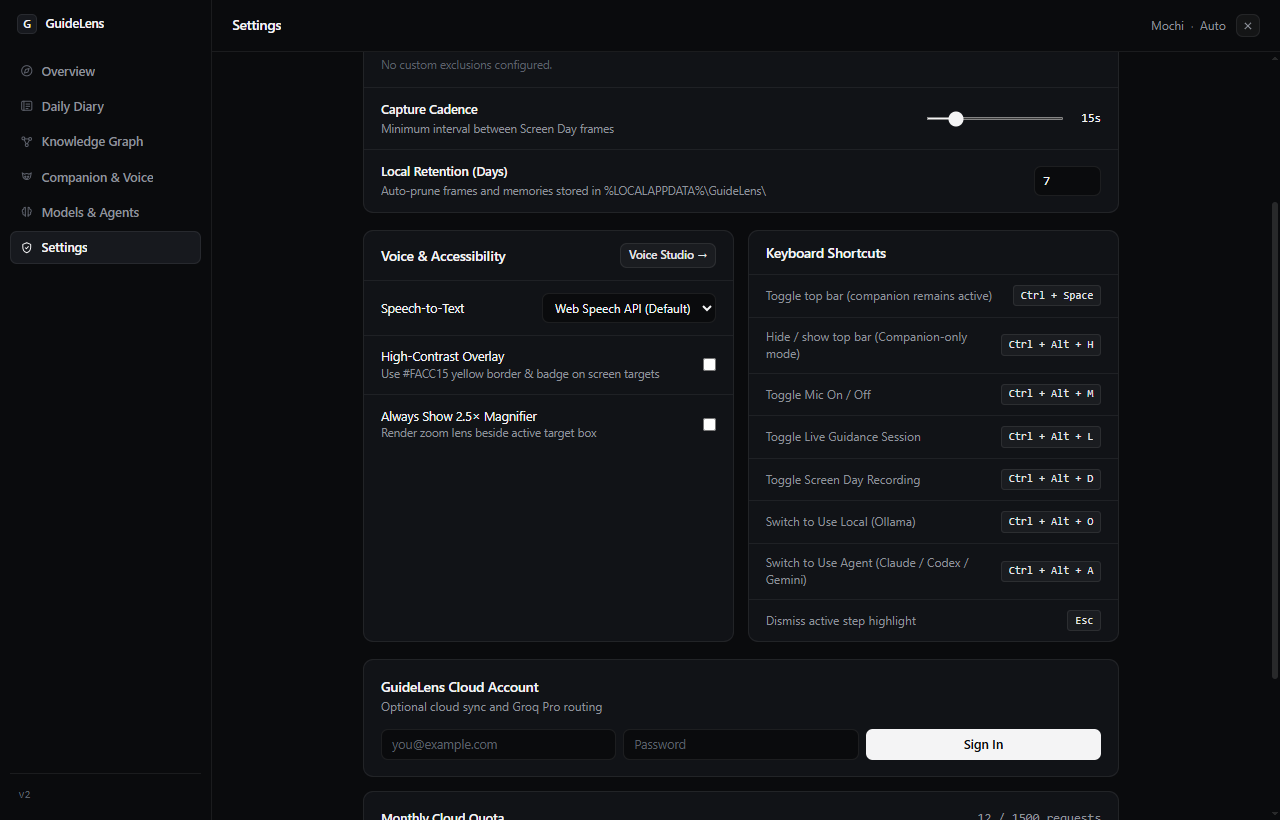 G GuideLens
Overview
Daily Diary
Knowledge Graph
Companion & Voice
Models & Agents
Settings
v2
Settings
Mochi · Auto ×
No custom exclusions configured.
Capture Cadence
Minimum interval between Screen Day frames
15s
Local Retention (Days)
Auto-prune frames and memories stored in %LOCALAPPDATA%\GuideLens\
7
Voice & Accessibility
Voice Studio →
Speech-to-Text
Web Speech API (Default)
High-Contrast Overlay
Use #FACC15 yellow border & badge on screen targets
Always Show 2.5× Magnifier
Render zoom lens beside active target box
Keyboard Shortcuts
Toggle top bar (companion remains active)
Ctrl + Space
Hide / show top bar (Companion-only
mode)
Ctrl + Alt + H
Toggle Mic On / Off
Ctrl + Alt + M
Toggle Live Guidance Session
Ctrl + Alt + L
Toggle Screen Day Recording
Ctrl + Alt + D
Switch to Use Local (Ollama)
Ctrl + Alt + O
Switch to Use Agent (Claude / Codex /
Gemini)
Ctrl + Alt + A
Dismiss active step highlight
Esc
GuideLens Cloud Account
Optional cloud sync and Groq Pro routing
you@example.com
Password
Sign In
Monthly Cloud Quota
12 / 1500 requests